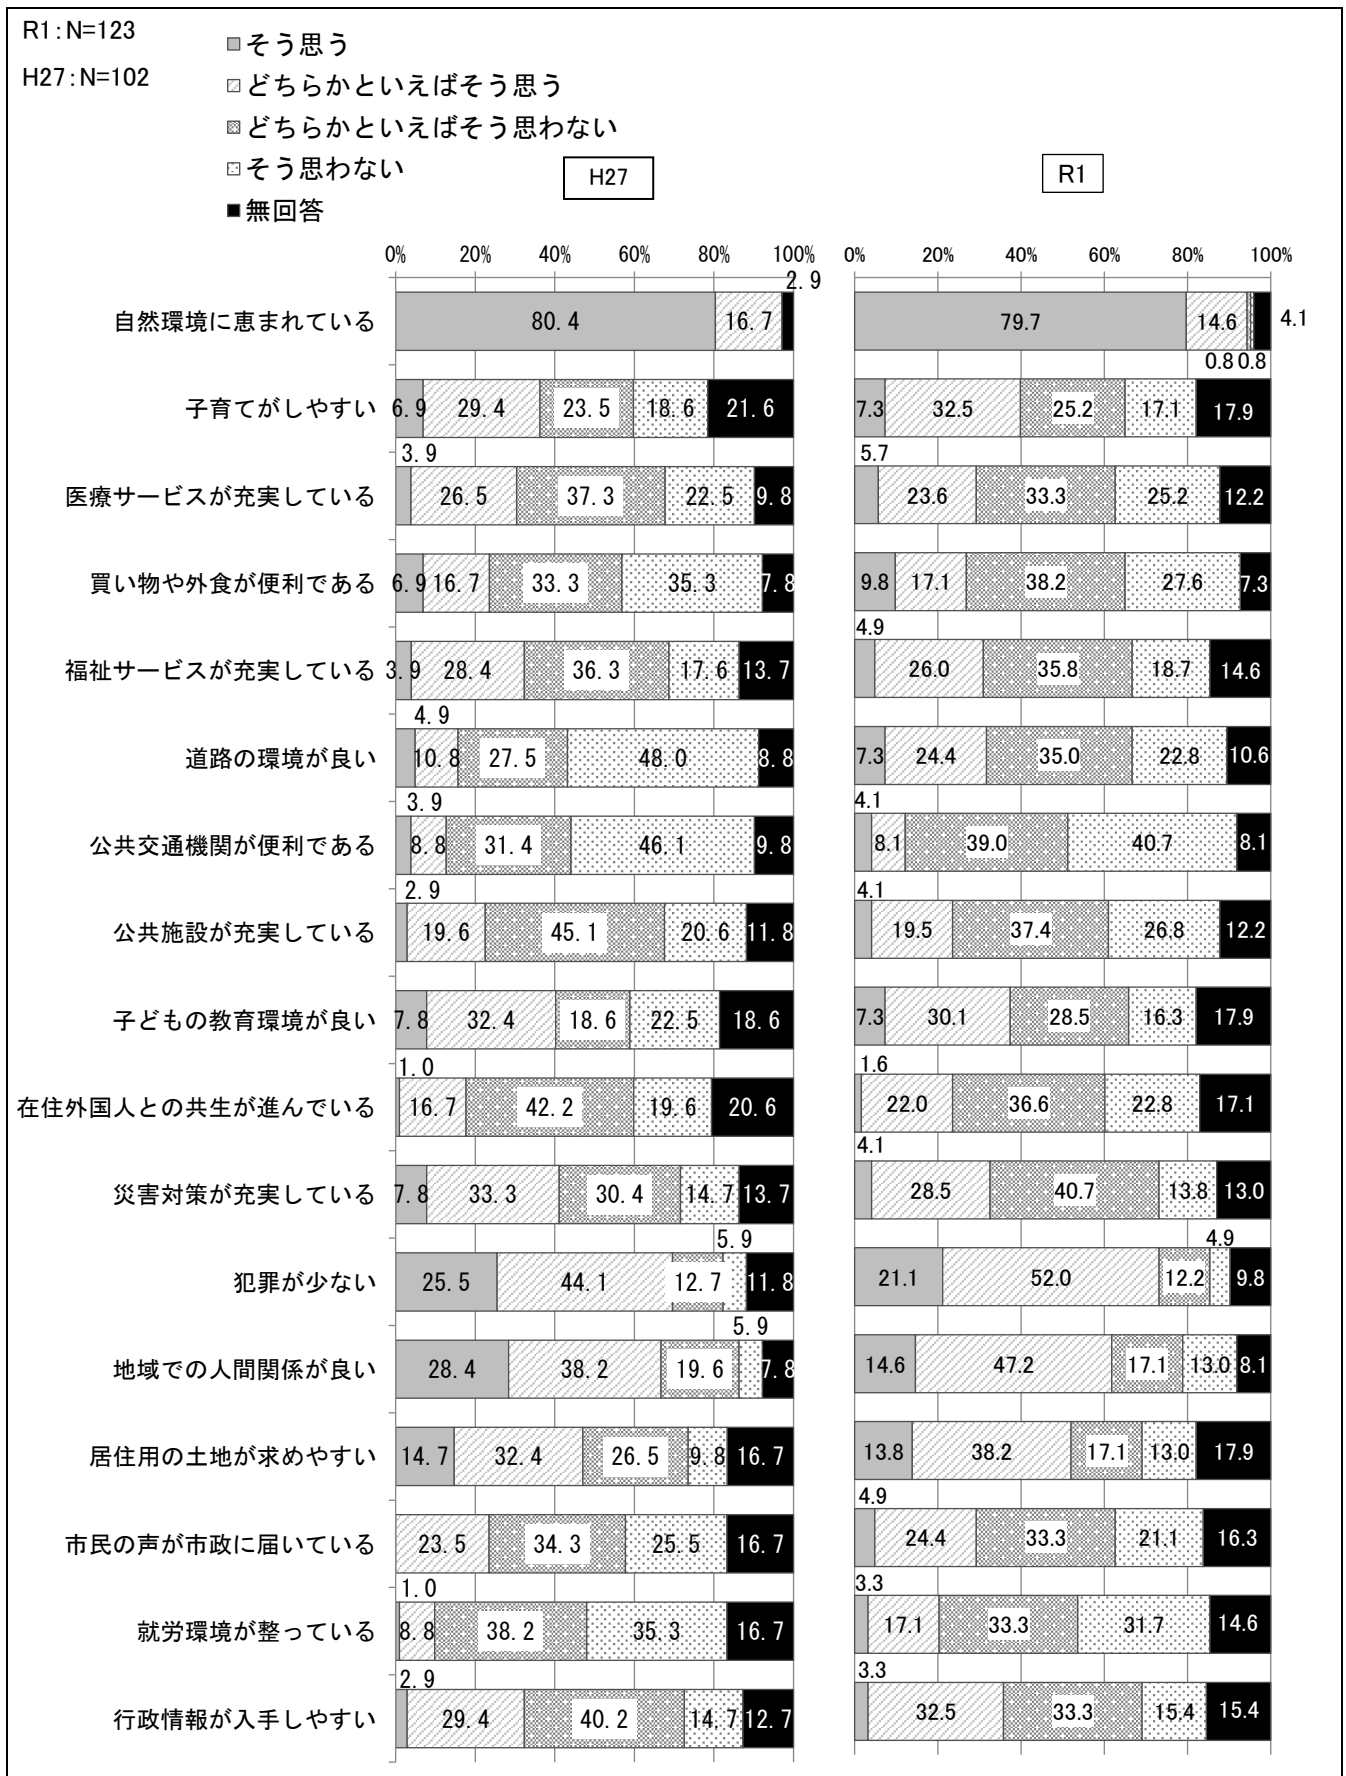 R1:N=123
H27:N=102
そう思う
どちらかといえばそう思う
どちらかといえばそう思わない
そう思わない
無回答
H27
R1
0% 20% 40% 60% 80% 100%
0% 20% 40% 60% 80% 100%
自然環境に恵まれている 80.4 16.7 2.9 79.7 14.6 0.8 0.8 4.1
子育てがしやすい 6.9 29.4 23.5 18.6 21.6 7.3 32.5 25.2 17.1 17.9
医療サービスが充実している 3.9 26.5 37.3 22.5 9.8 5.7 23.6 33.3 25.2 12.2
買い物や外食が便利である 6.9 16.7 33.3 35.3 7.8 9.8 17.1 38.2 27.6 7.3
福祉サービスが充実している 3.9 28.4 36.3 17.6 13.7 4.9 26.0 35.8 18.7 14.6
道路の環境が良い 4.9 10.8 27.5 48.0 8.8 7.3 24.4 35.0 22.8 10.6
公共交通機関が便利である 3.9 8.8 31.4 46.1 9.8 4.1 8.1 39.0 40.7 8.1
公共施設が充実している 2.9 19.6 45.1 20.6 11.8 4.1 19.5 37.4 26.8 12.2
子どもの教育環境が良い 7.8 32.4 18.6 22.5 18.6 7.3 30.1 28.5 16.3 17.9
在住外国人との共生が進んでいる 1.0 16.7 42.2 19.6 20.6 1.6 22.0 36.6 22.8 17.1
災害対策が充実している 7.8 33.3 30.4 14.7 13.7 4.1 28.5 40.7 13.8 13.0
犯罪が少ない 25.5 44.1 12.7 5.9 11.8 21.1 52.0 12.2 4.9 9.8
地域での人間関係が良い 28.4 38.2 19.6 5.9 7.8 14.6 47.2 17.1 13.0 8.1
居住用の土地が求めやすい 14.7 32.4 26.5 9.8 16.7 13.8 38.2 17.1 13.0 17.9
市民の声が市政に届いている 23.5 34.3 25.5 16.7 4.9 24.4 33.3 21.1 16.3
就労環境が整っている 1.0 8.8 38.2 35.3 16.7 3.3 17.1 33.3 31.7 14.6
行政情報が入手しやすい 2.9 29.4 40.2 14.7 12.7 3.3 32.5 33.3 15.4 15.4